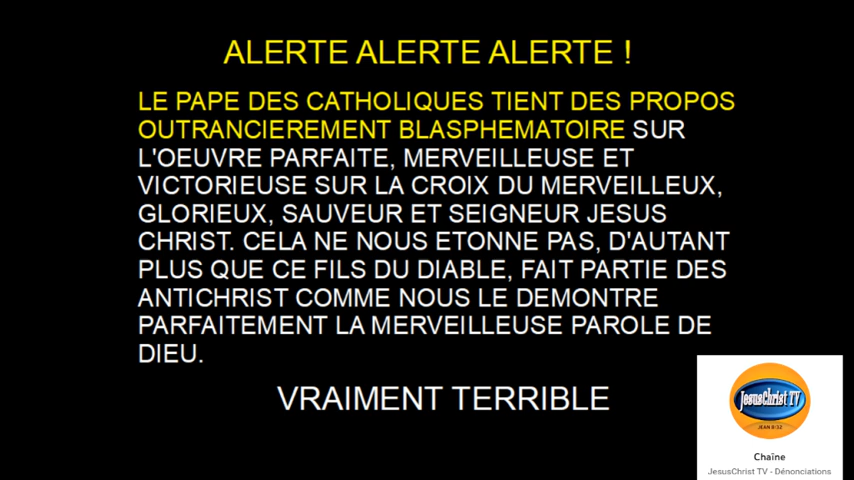 ALERTE ALERTE ALERTE !
LE PAPE DES CATHOLIQUES TIENT DES PROPOS
OUTRANCIEREMENT BLASPHEMATOIRE SUR
L'OEUVRE PARFAITE, MERVEILLEUSE ET
VICTORIEUSE SUR LA CROIX DU MERVEILLEUX,
GLORIEUX, SAUVEUR ET SEIGNEUR JESUS
CHRIST. CELA NE NOUS ETONNE PAS, D'AUTANT
PLUS QUE CE FILS DU DIABLE, FAIT PARTIE DES
ANTICHRIST COMME NOUS LE DEMONTRE
PARFAITEMENT LA MERVEILLEUSE PAROLE DE
DIEU.
VRAIMENT TERRIBLE
JesusChrist TV
JEAN 8/32
Chaîne
JesusChrist TV - Dénonciations